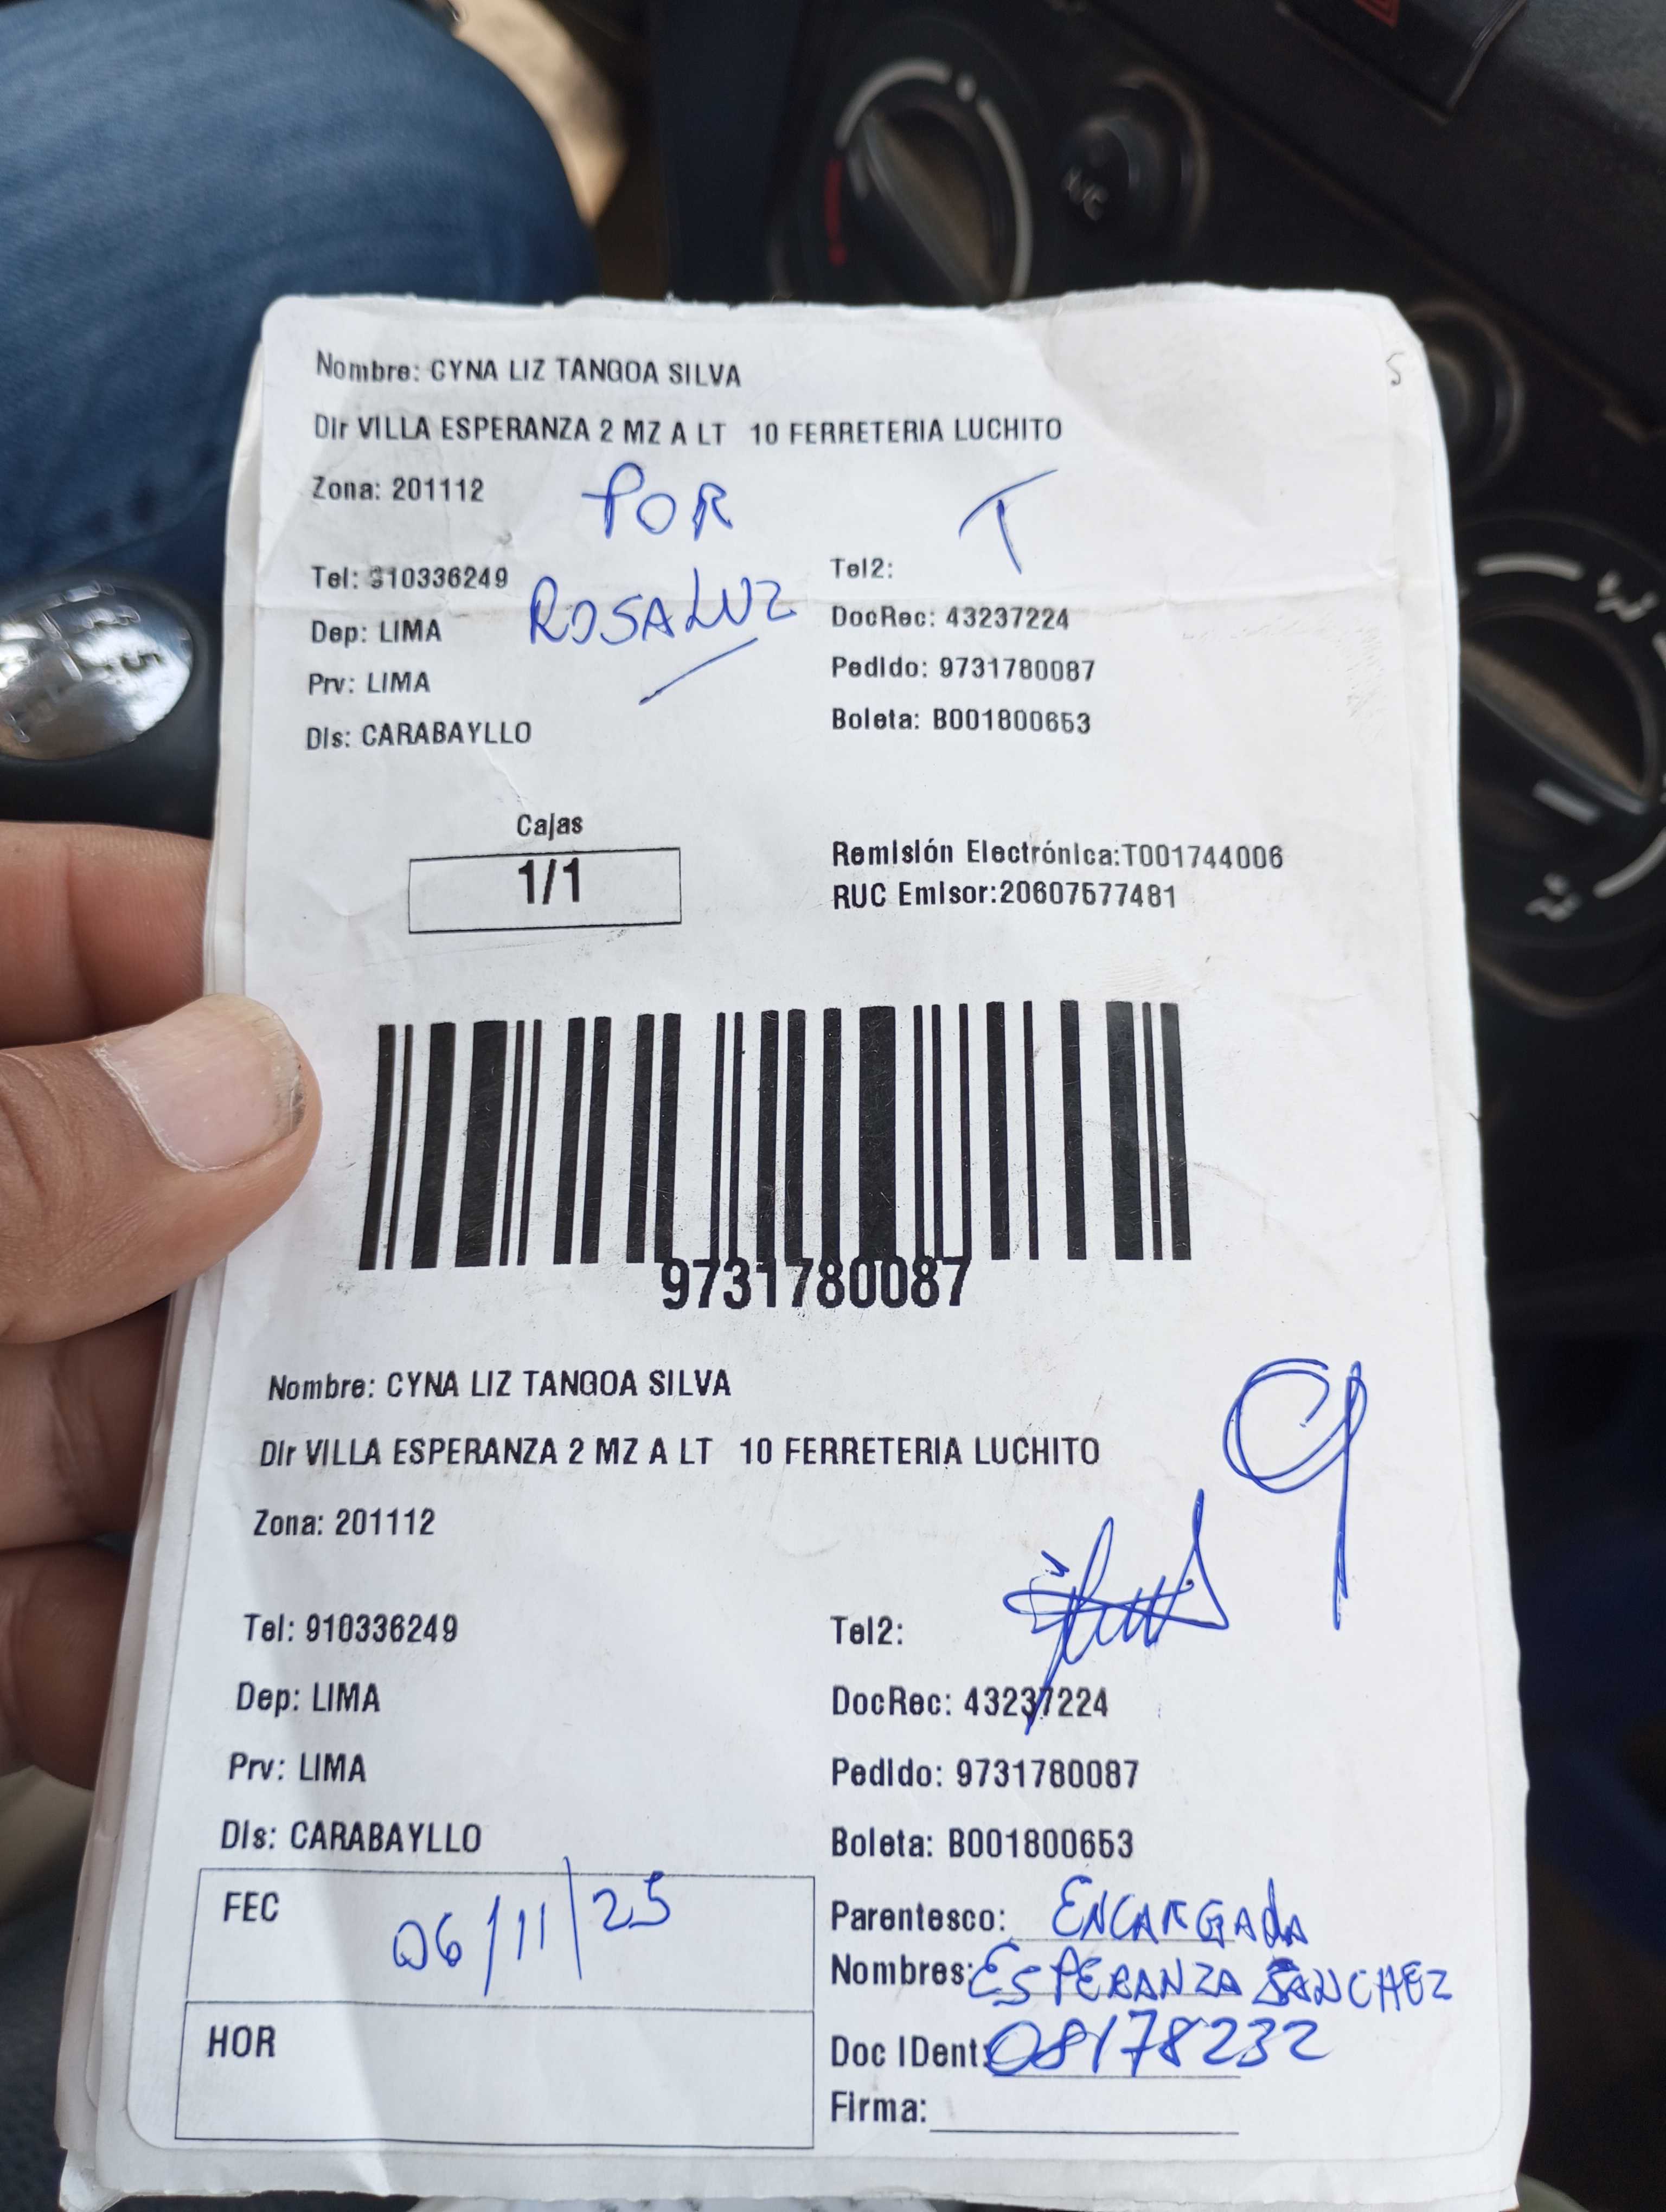 Nombre: CYNA LIZ TANGOA SILVA
Dir VILLA ESPERANZA 2 MZ A LT 10 FERRETERIA LUCHITO
Zona: 201112
POR
T
Tel: 910336249
ROSALUZ
Tel2:
Dep: LIMA
DocRec: 43237224
Prv: LIMA
Pedido: 9731780087
Dis: CARABAYLLO
Boleta: B001800653
Cajas
1/1
Remisión Electrónica:T001744006
RUC Emisor:20607577481
9731780087
Nombre: CYNA LIZ TANGOA SILVA
Dir VILLA ESPERANZA 2 MZ A LT 10 FERRETERIA LUCHITO
Zona: 201112
Tel: 910336249
Tel2:
Dep: LIMA
DocRec: 43237224
Prv: LIMA
Pedido: 9731780087
Dis: CARABAYLLO
Boleta: B001800653
FEC 06/11/25
Parentesco: ENCARGADA
Nombres: ESPERANZA SANCHEZ
HOR
Doc IDent: 08178232
Firma:
A/C
5